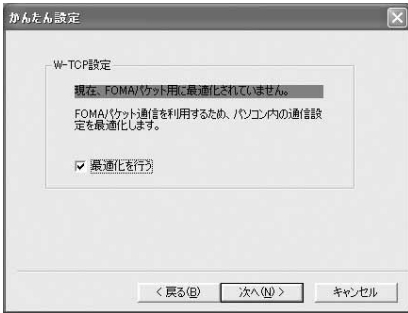 かんたん設定
W-TCP設定
現在、FOMAパケット用に最適化されていません。
FOMAパケット通信を利用するため、パソコン内の通信設
定を最適化します。
最適化を行う
< 戻る(B) 次へ(N) > キャンセル